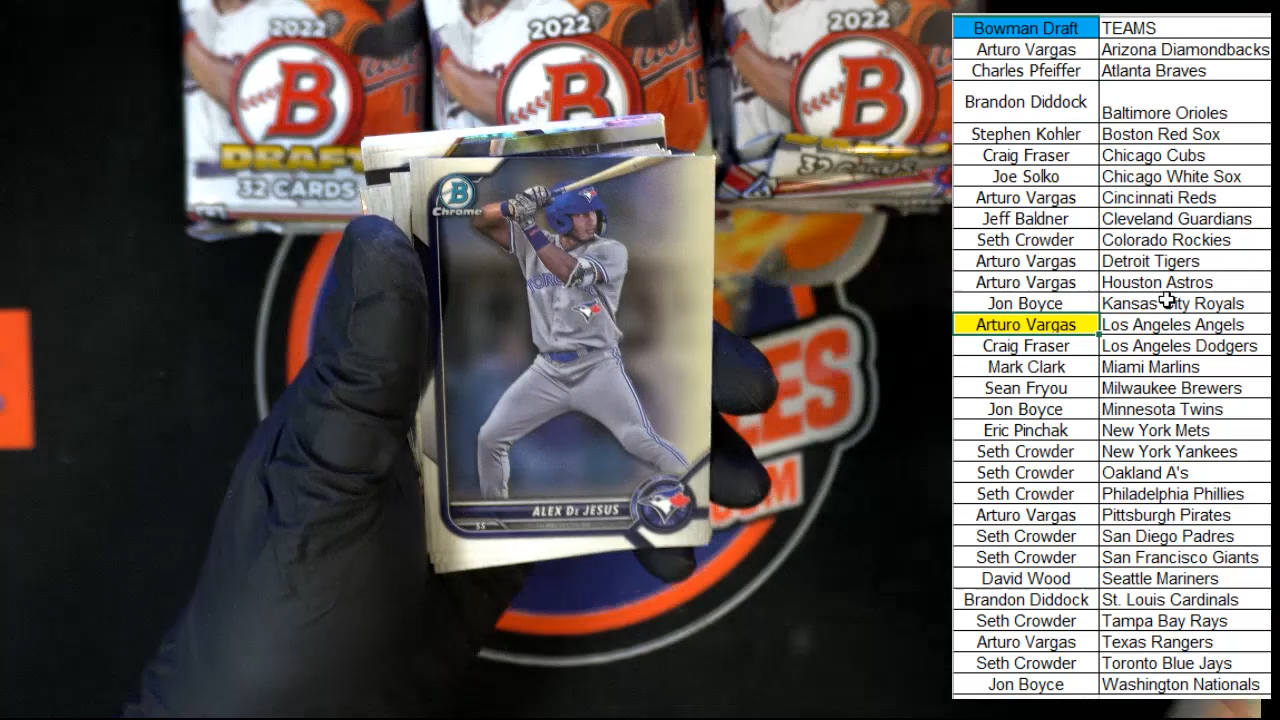 2022
2022
2022
B
B
B
DRAFT
32 CARDS
32 CARDS
B
Chrome
TORO
ALEX De JESUS
SS
LES
COM
Bowman Draft TEAMS
Arturo Vargas Arizona Diamondbacks
Charles Pfeiffer Atlanta Braves
Brandon Diddock Baltimore Orioles
Stephen Kohler Boston Red Sox
Craig Fraser Chicago Cubs
Joe Solko Chicago White Sox
Arturo Vargas Cincinnati Reds
Jeff Baldner Cleveland Guardians
Seth Crowder Colorado Rockies
Arturo Vargas Detroit Tigers
Arturo Vargas Houston Astros
Jon Boyce Kansas City Royals
Arturo Vargas Los Angeles Angels
Craig Fraser Los Angeles Dodgers
Mark Clark Miami Marlins
Sean Fryou Milwaukee Brewers
Jon Boyce Minnesota Twins
Eric Pinchak New York Mets
Seth Crowder New York Yankees
Seth Crowder Oakland A's
Seth Crowder Philadelphia Phillies
Arturo Vargas Pittsburgh Pirates
Seth Crowder San Diego Padres
Seth Crowder San Francisco Giants
David Wood Seattle Mariners
Brandon Diddock St. Louis Cardinals
Seth Crowder Tampa Bay Rays
Arturo Vargas Texas Rangers
Seth Crowder Toronto Blue Jays
Jon Boyce Washington Nationals